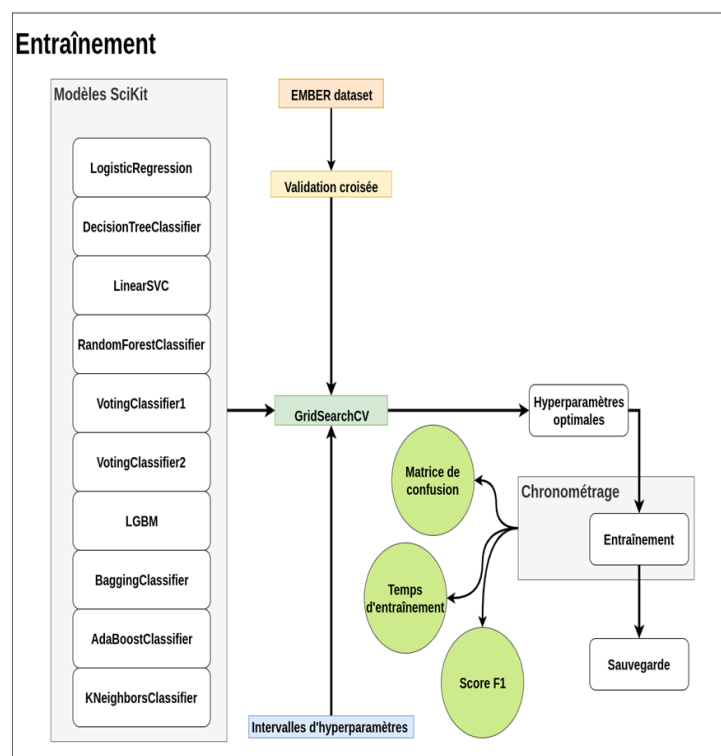 Entraînement
Modèles SciKit
LogisticRegression
DecisionTreeClassifier
LinearSVC
RandomForestClassifier
VotingClassifier1
VotingClassifier2
LGBM
BaggingClassifier
AdaBoostClassifier
KNeighborsClassifier
EMBER dataset
Validation croisée
GridSearchCV
Intervalles d'hyperparamètres
Hyperparamètres
optimales
Chronométrage
Entraînement
Sauvegarde
Matrice de
confusion
Temps
d'entraînement
Score F1